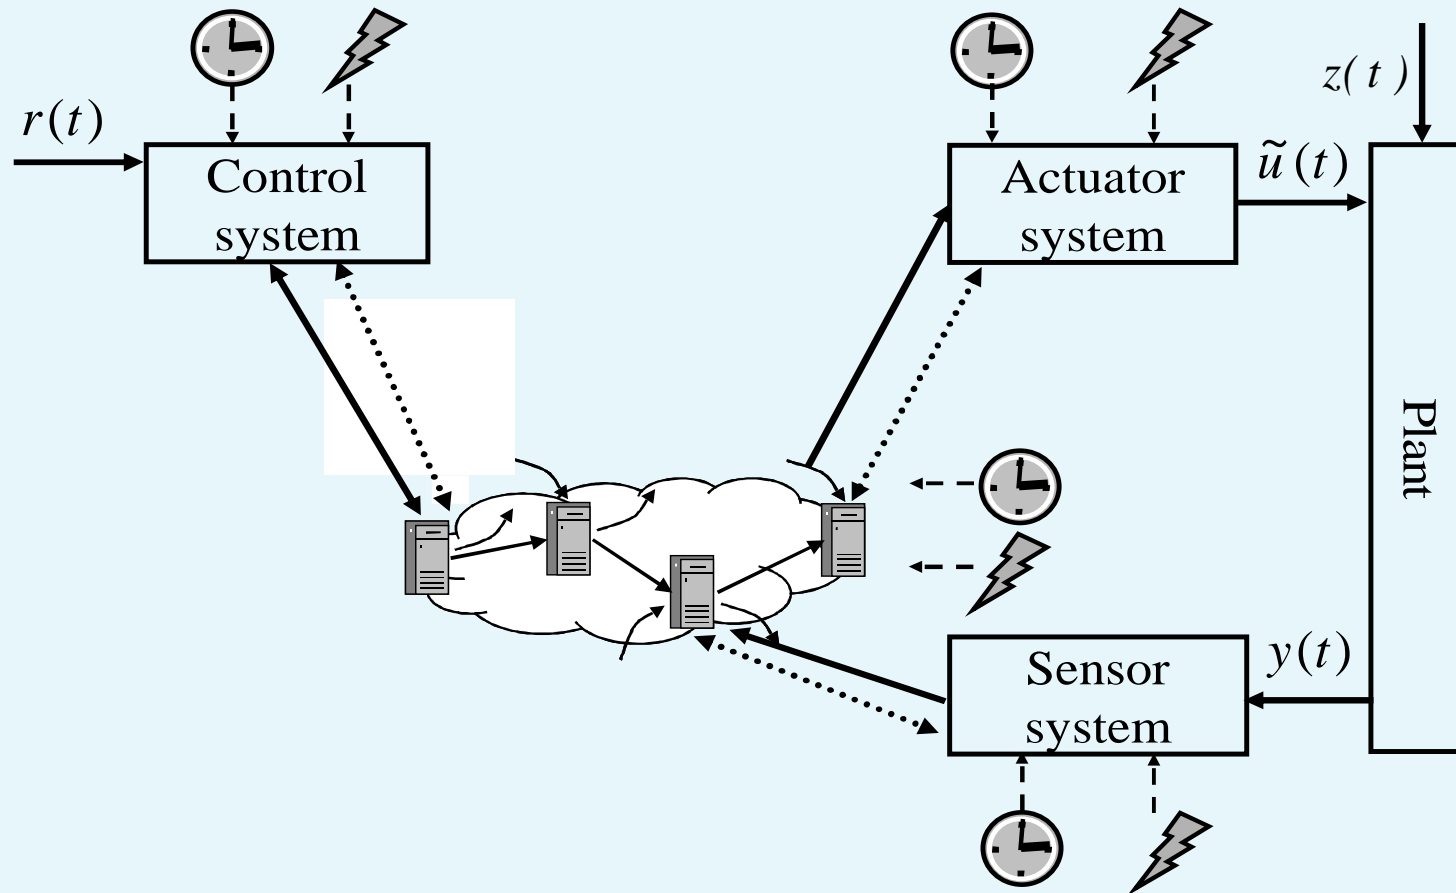 r(t)
Control
system
Actuator
system
ũ(t)
z(t)
Plant
Sensor
system
y(t)